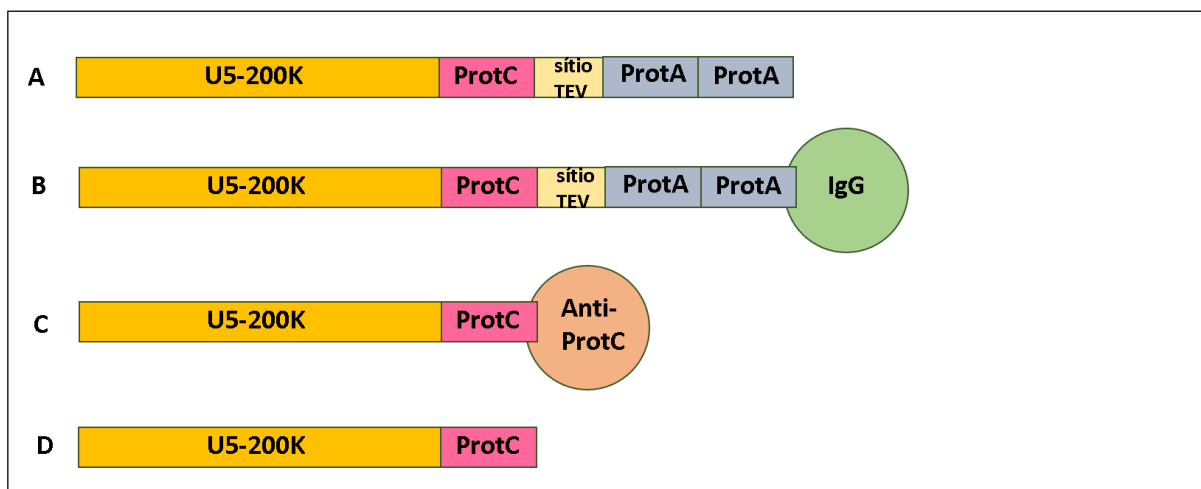 A U5-200K ProtC sítio TEV ProtA ProtA
B U5-200K ProtC sítio TEV ProtA ProtA IgG
C U5-200K ProtC Anti-ProtC
D U5-200K ProtC